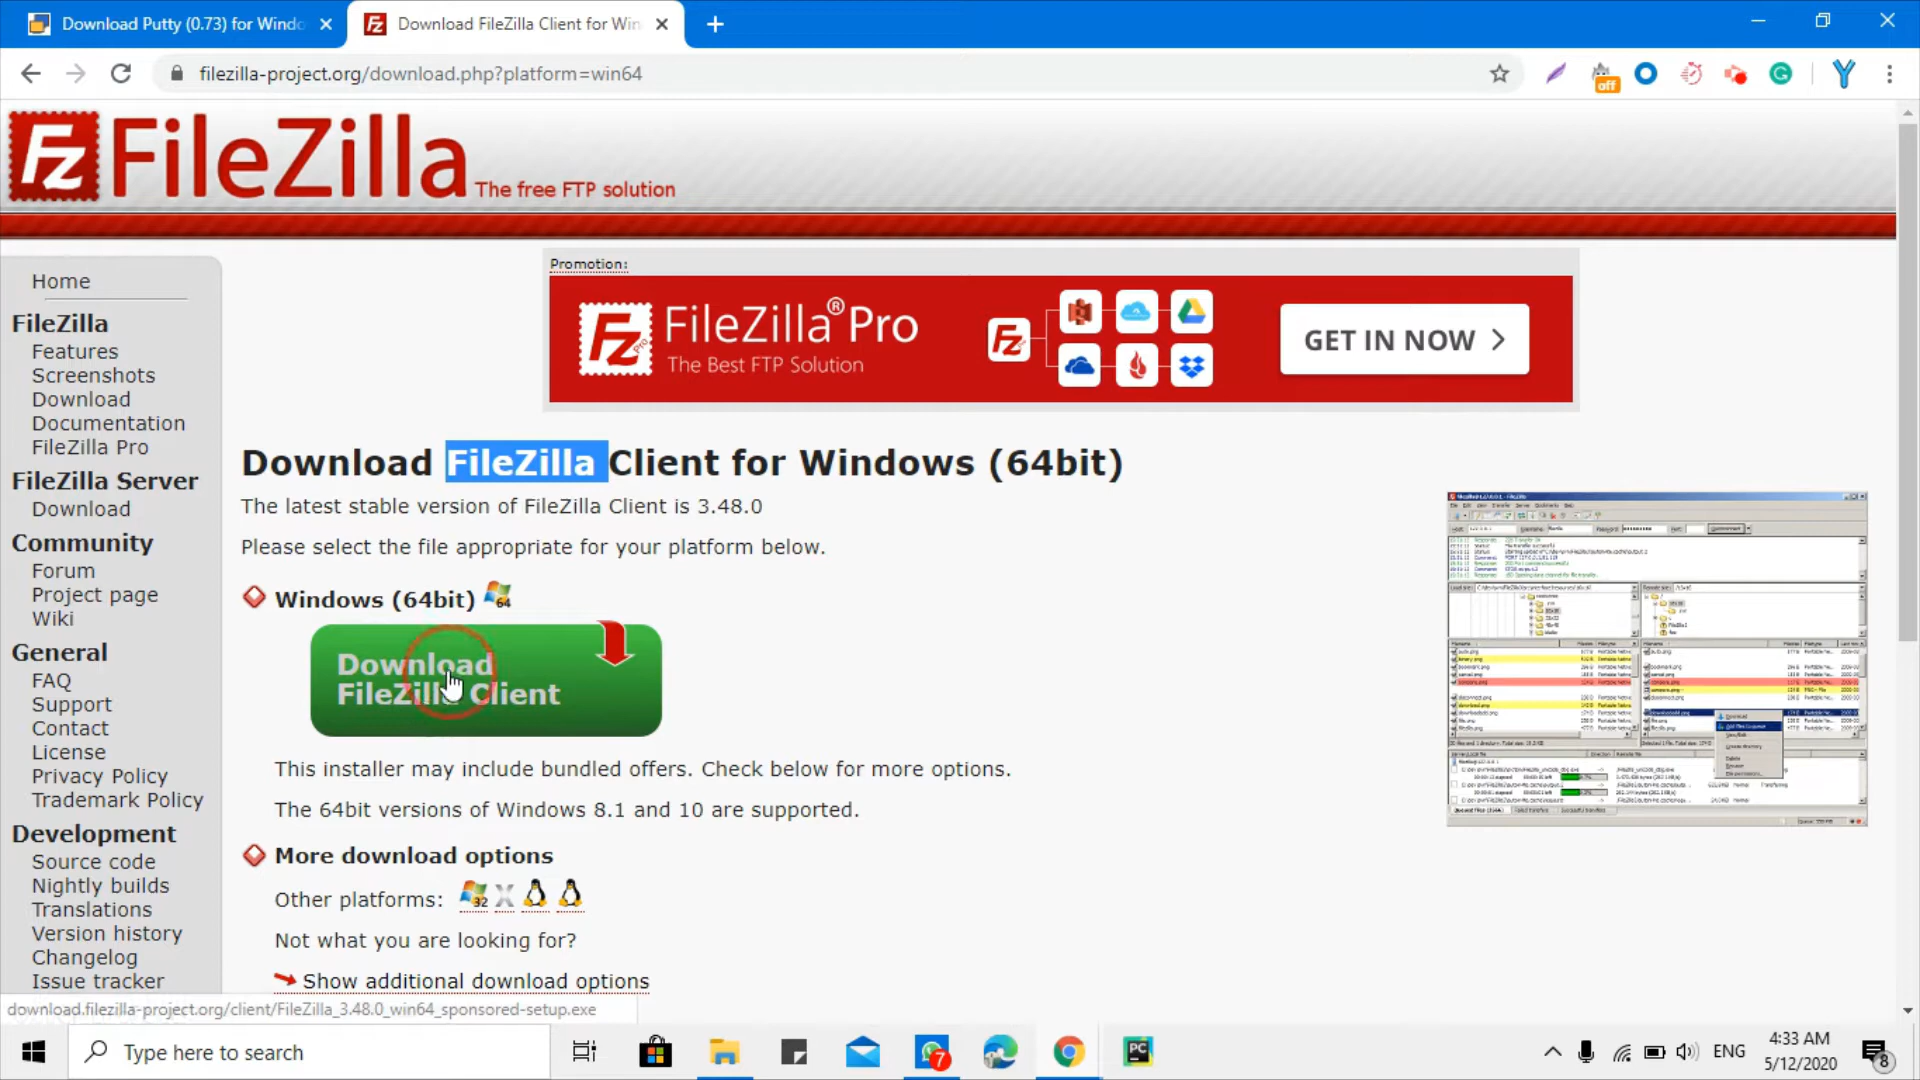 Download Putty (0.73) for Windo
Download FileZilla Client for Win
filezilla-project.org/download.php?platform=win64
off
FileZilla The free FTP solution
Home
FileZilla
Features
Screenshots
Download
Documentation
FileZilla Pro
FileZilla Server
Download
Community
Forum
Project page
Wiki
General
FAQ
Support
Contact
License
Privacy Policy
Trademark Policy
Development
Source code
Nightly builds
Translations
Version history
Changelog
Issue tracker
Promotion:
FileZilla® Pro
The Best FTP Solution
GET IN NOW
Download FileZilla Client for Windows (64bit)
The latest stable version of FileZilla Client is 3.48.0
Please select the file appropriate for your platform below.
Windows (64bit)
Download
FileZilla Client
This installer may include bundled offers. Check below for more options.
The 64bit versions of Windows 8.1 and 10 are supported.
More download options
Other platforms:
Not what you are looking for?
Show additional download options
download.filezilla-project.org/client/FileZilla_3.48.0_win64_sponsored-setup.exe
Type here to search
7
PC
ENG
4:33 AM
5/12/2020
8